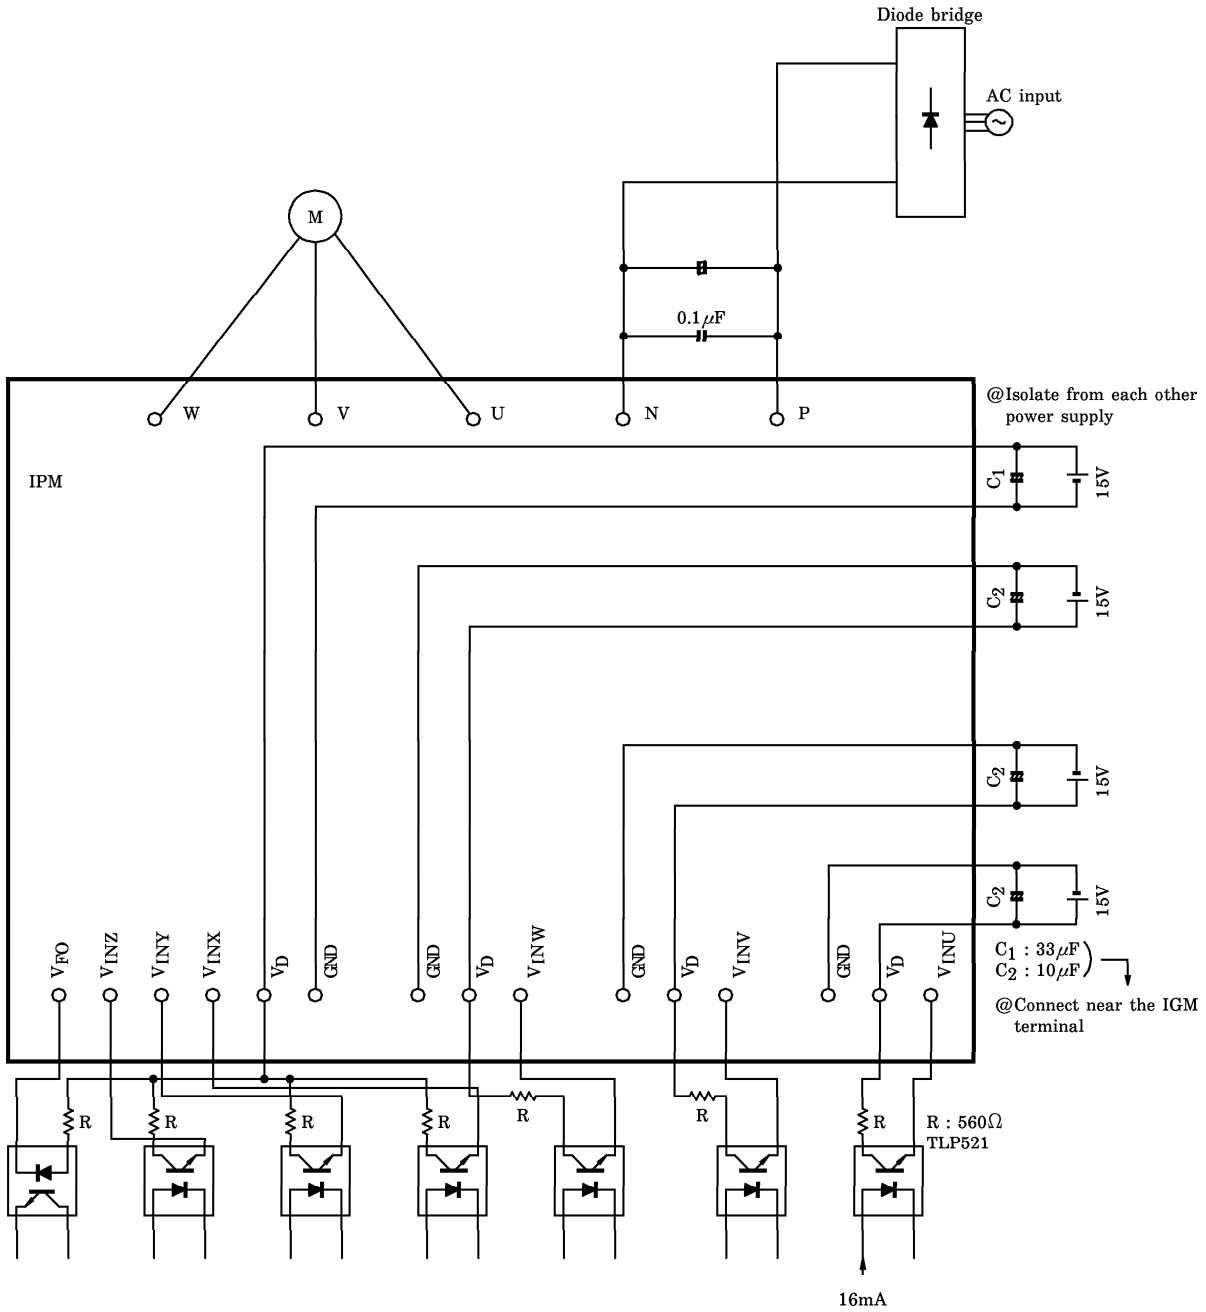 Diode bridge
AC input
M
0.1μF
W
V
U
N
P
@Isolate from each other
power supply
IPM
C1
15V
C2
15V
C2
15V
C2
15V
VFO
VINZ
VINY
VINX
VD
GND
GND
VD
VINW
GND
VD
VINV
GND
VD
VINU
C1 : 33μF
C2 : 10μF
@Connect near the IGM
terminal
R
R
R
R
R
R
R
R : 560Ω
TLP521
16mA